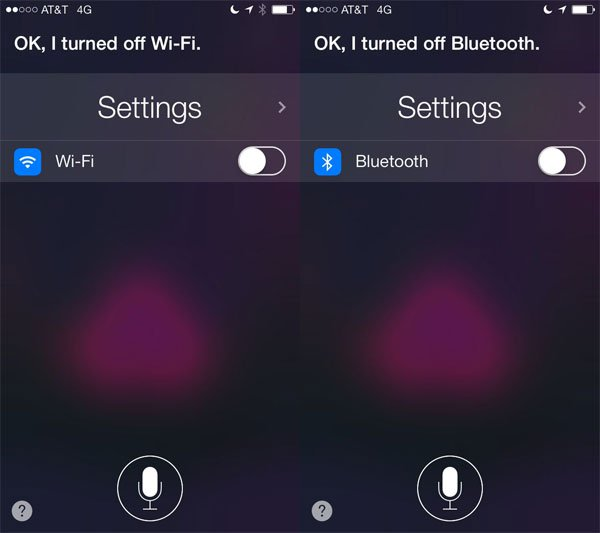 ●●○○○ AT&T 4G
OK, I turned off Wi-Fi.
Settings
Wi-Fi
?
●●○○○ AT&T 4G
OK, I turned off Bluetooth.
Settings
Bluetooth
?